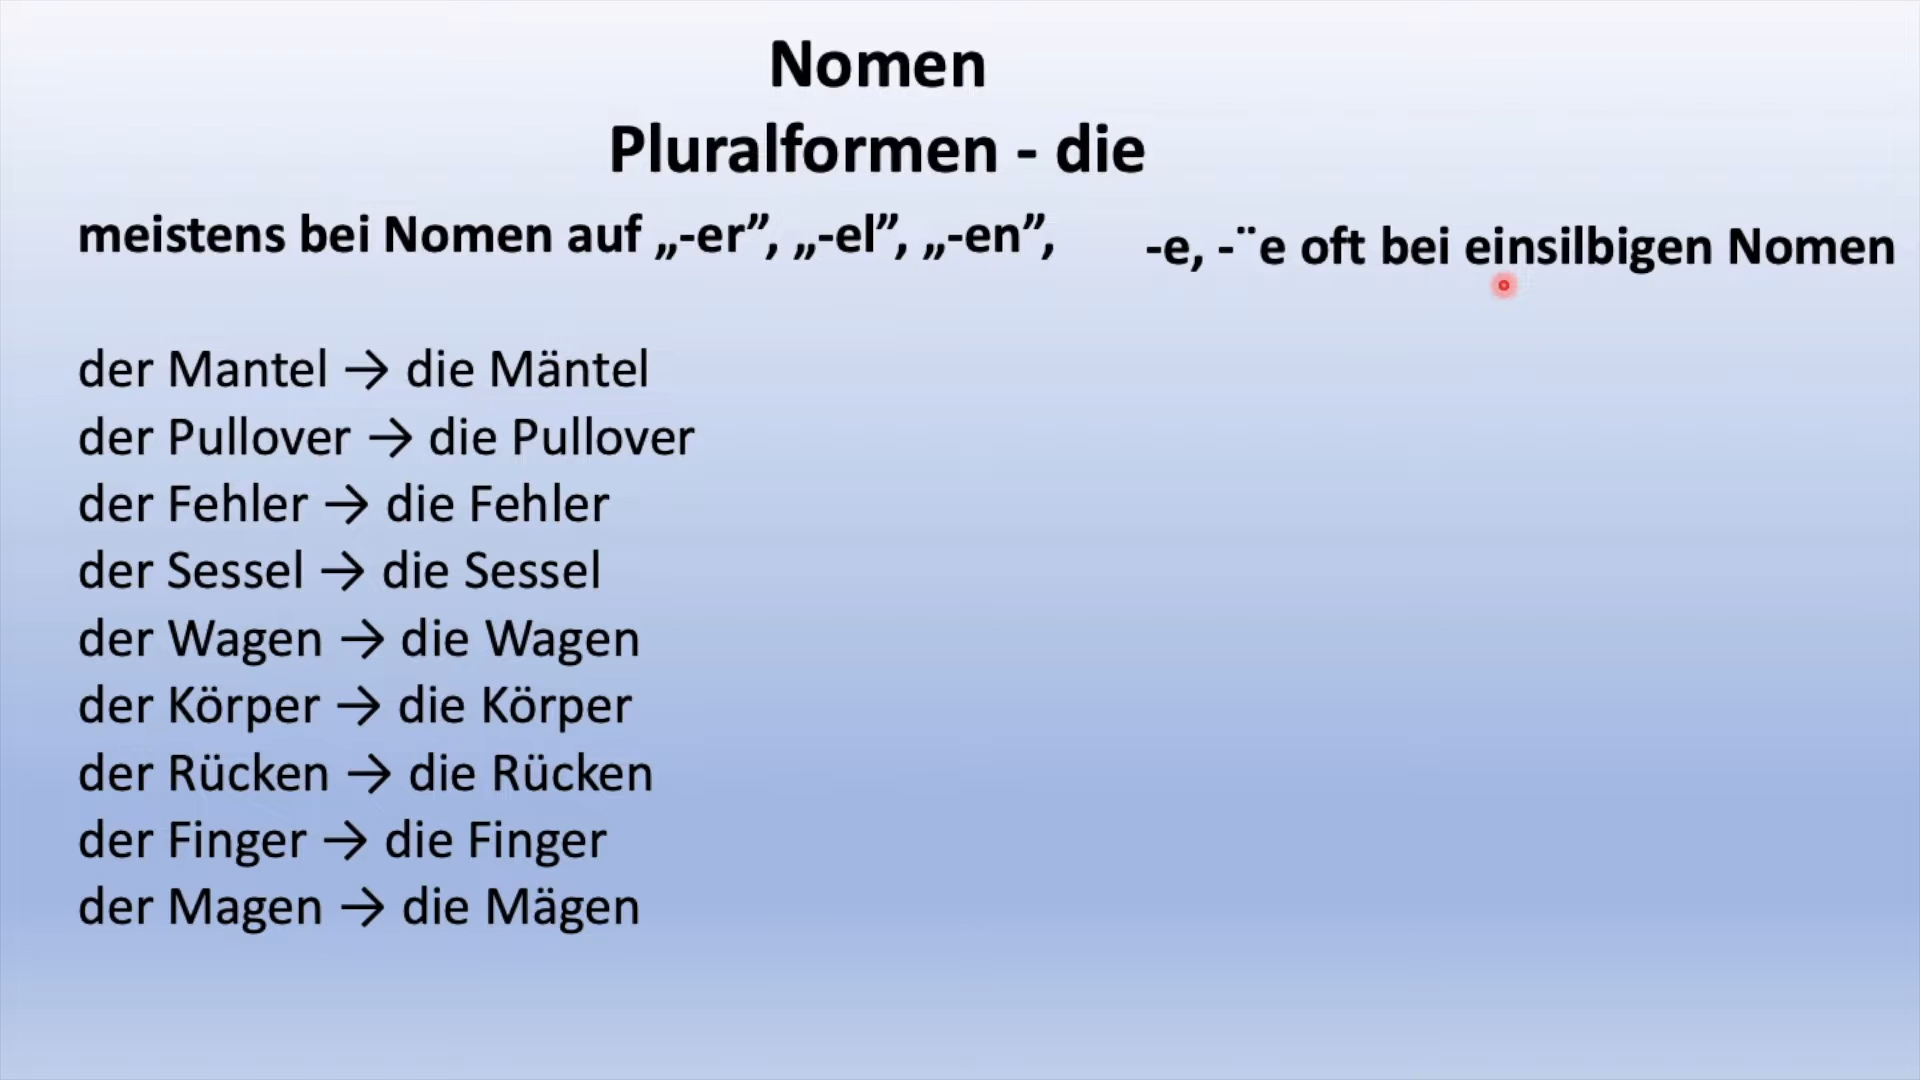 Nomen
Pluralformen - die
meistens bei Nomen auf „-er”, „-el”, „-en”,
-e, -¨e oft bei einsilbigen Nomen
der Mantel → die Mäntel
der Pullover → die Pullover
der Fehler → die Fehler
der Sessel → die Sessel
der Wagen → die Wagen
der Körper → die Körper
der Rücken → die Rücken
der Finger → die Finger
der Magen → die Mägen